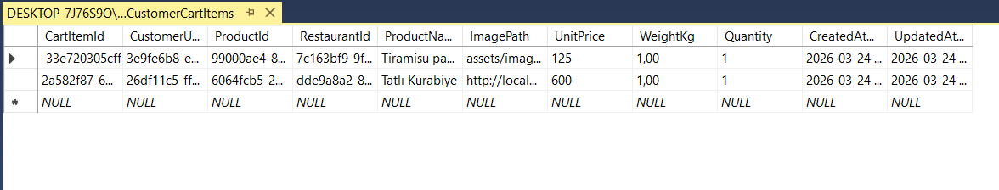 DESKTOP-7J76S9O\...CustomerCartItems
CartItemId CustomerU... ProductId RestaurantId ProductNa... ImagePath UnitPrice WeightKg Quantity CreatedAt... UpdatedAt...
-33e720305cff 3e9fe6b8-e... 99000ae4-8... 7c163bf9-9f... Tiramisu pa... assets/imag... 125 1,00 1 2026-03-24 ... 2026-03-24 ...
2a582f87-6... 26df11c5-ff... 6064fcb5-2... dde9a8a2-8... Tatlı Kurabiye http://local... 600 1,00 1 2026-03-24 ... 2026-03-24 ...
NULL NULL NULL NULL NULL NULL NULL NULL NULL NULL NULL